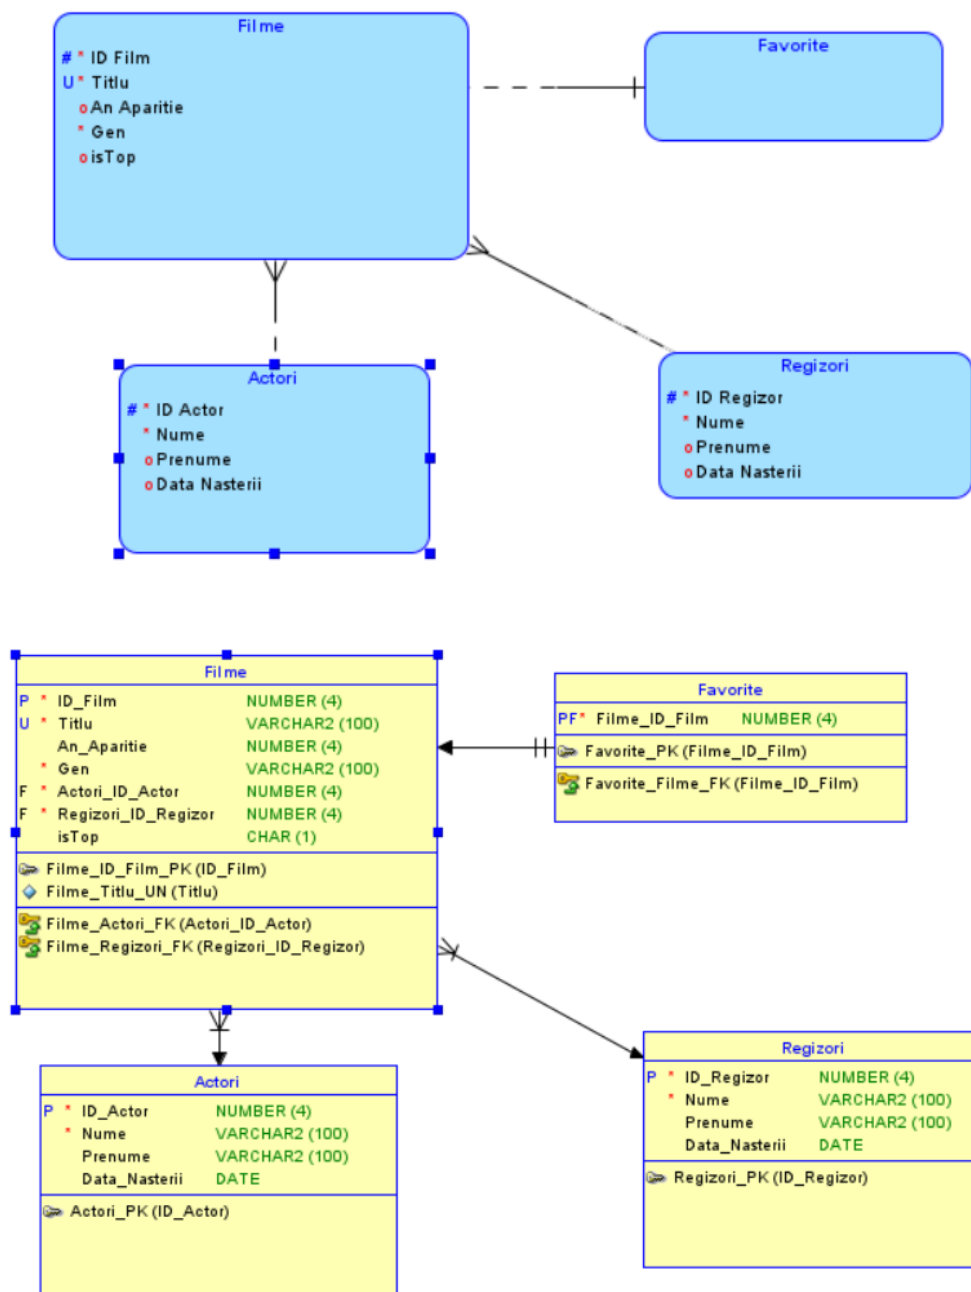 Filme
# * ID Film
U * Titlu
o An Aparitie
* Gen
o isTop
Favorite
Actori
# * ID Actor
* Nume
o Prenume
o Data Nasterii
Regizori
# * ID Regizor
* Nume
o Prenume
o Data Nasterii
Filme
P * ID_Film NUMBER (4)
U * Titlu VARCHAR2 (100)
An_Aparitie NUMBER (4)
* Gen VARCHAR2 (100)
F * Actori_ID_Actor NUMBER (4)
F * Regizori_ID_Regizor NUMBER (4)
isTop CHAR (1)
Filme_ID_Film_PK (ID_Film)
Filme_Titlu_UN (Titlu)
Filme_Actori_FK (Actori_ID_Actor)
Filme_Regizori_FK (Regizori_ID_Regizor)
Favorite
PF* Filme_ID_Film NUMBER (4)
Favorite_PK (Filme_ID_Film)
Favorite_Filme_FK (Filme_ID_Film)
Actori
P * ID_Actor NUMBER (4)
* Nume VARCHAR2 (100)
Prenume VARCHAR2 (100)
Data_Nasterii DATE
Actori_PK (ID_Actor)
Regizori
P * ID_Regizor NUMBER (4)
* Nume VARCHAR2 (100)
Prenume VARCHAR2 (100)
Data_Nasterii DATE
Regizori_PK (ID_Regizor)